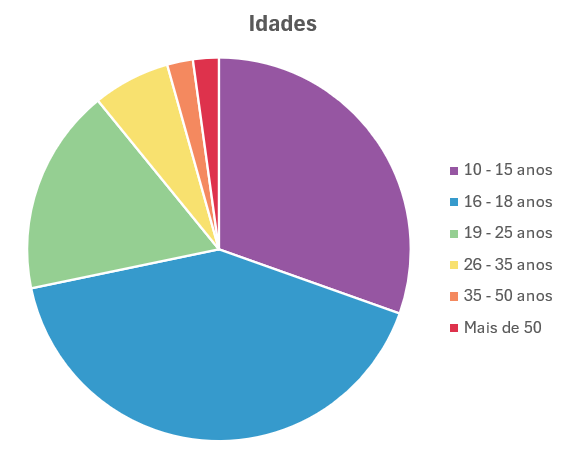 Idades
10 - 15 anos
16 - 18 anos
19 - 25 anos
26 - 35 anos
35 - 50 anos
Mais de 50